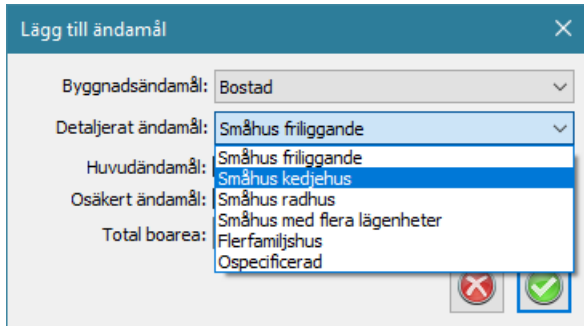 Lägg till ändamål
Byggnadsändamål: Bostad
Detaljerat ändamål: Småhus friliggande
Huvudändamål: Småhus friliggande
Småhus kedjehus
Osäkert ändamål: Småhus radhus
Småhus med flera lägenheter
Total boarea: Flerfamiljshus
Ospecificerad